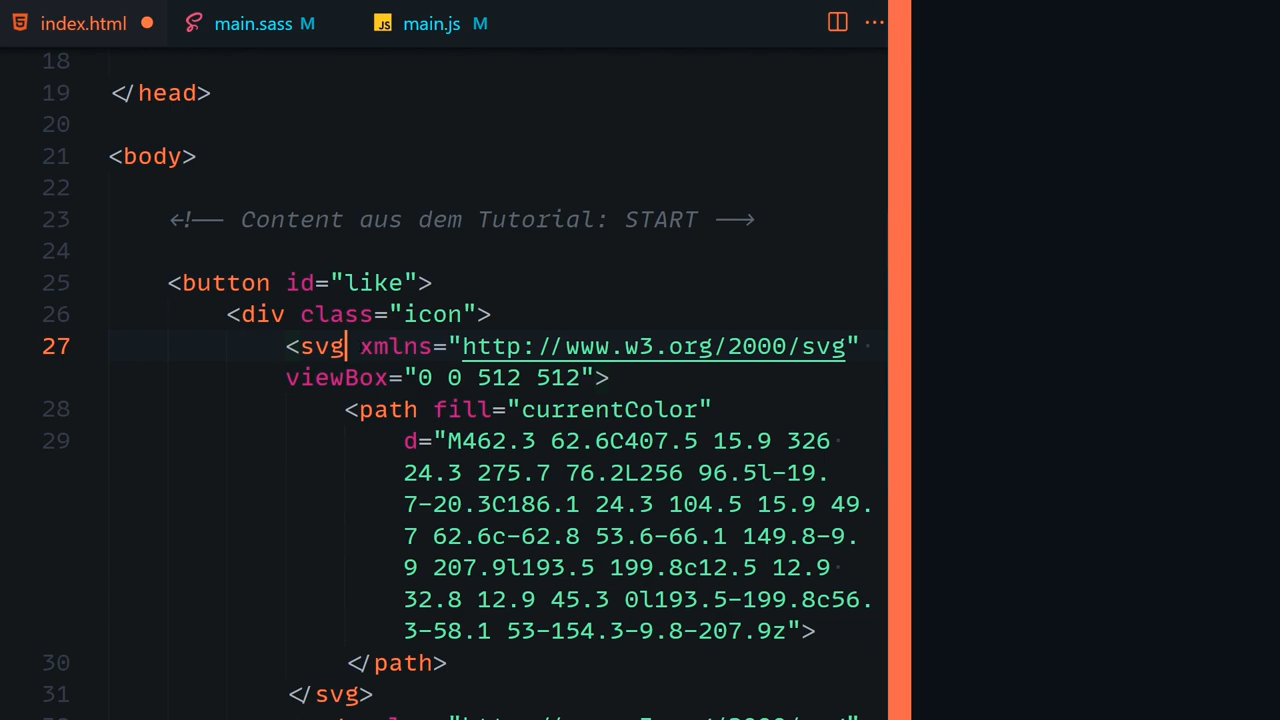 index.html main.sass M JS main.js M
18
19 </head>
20
21 <body>
22
23 <!-- Content aus dem Tutorial: START -->
24
25 <button id="like">
26 <div class="icon">
27 <svg xmlns="http://www.w3.org/2000/svg"
viewBox="0 0 512 512">
28 <path fill="currentColor"
29 d="M462.3 62.6C407.5 15.9 326
24.3 275.7 76.2L256 96.5l-19.
7-20.3C186.1 24.3 104.5 15.9 49.
7 62.6c-62.8 53.6-66.1 149.8-9.
9 207.9l193.5 199.8c12.5 12.9
32.8 12.9 45.3 0l193.5-199.8c56.
3-58.1 53-154.3-9.8-207.9z">
30 </path>
31 </svg>